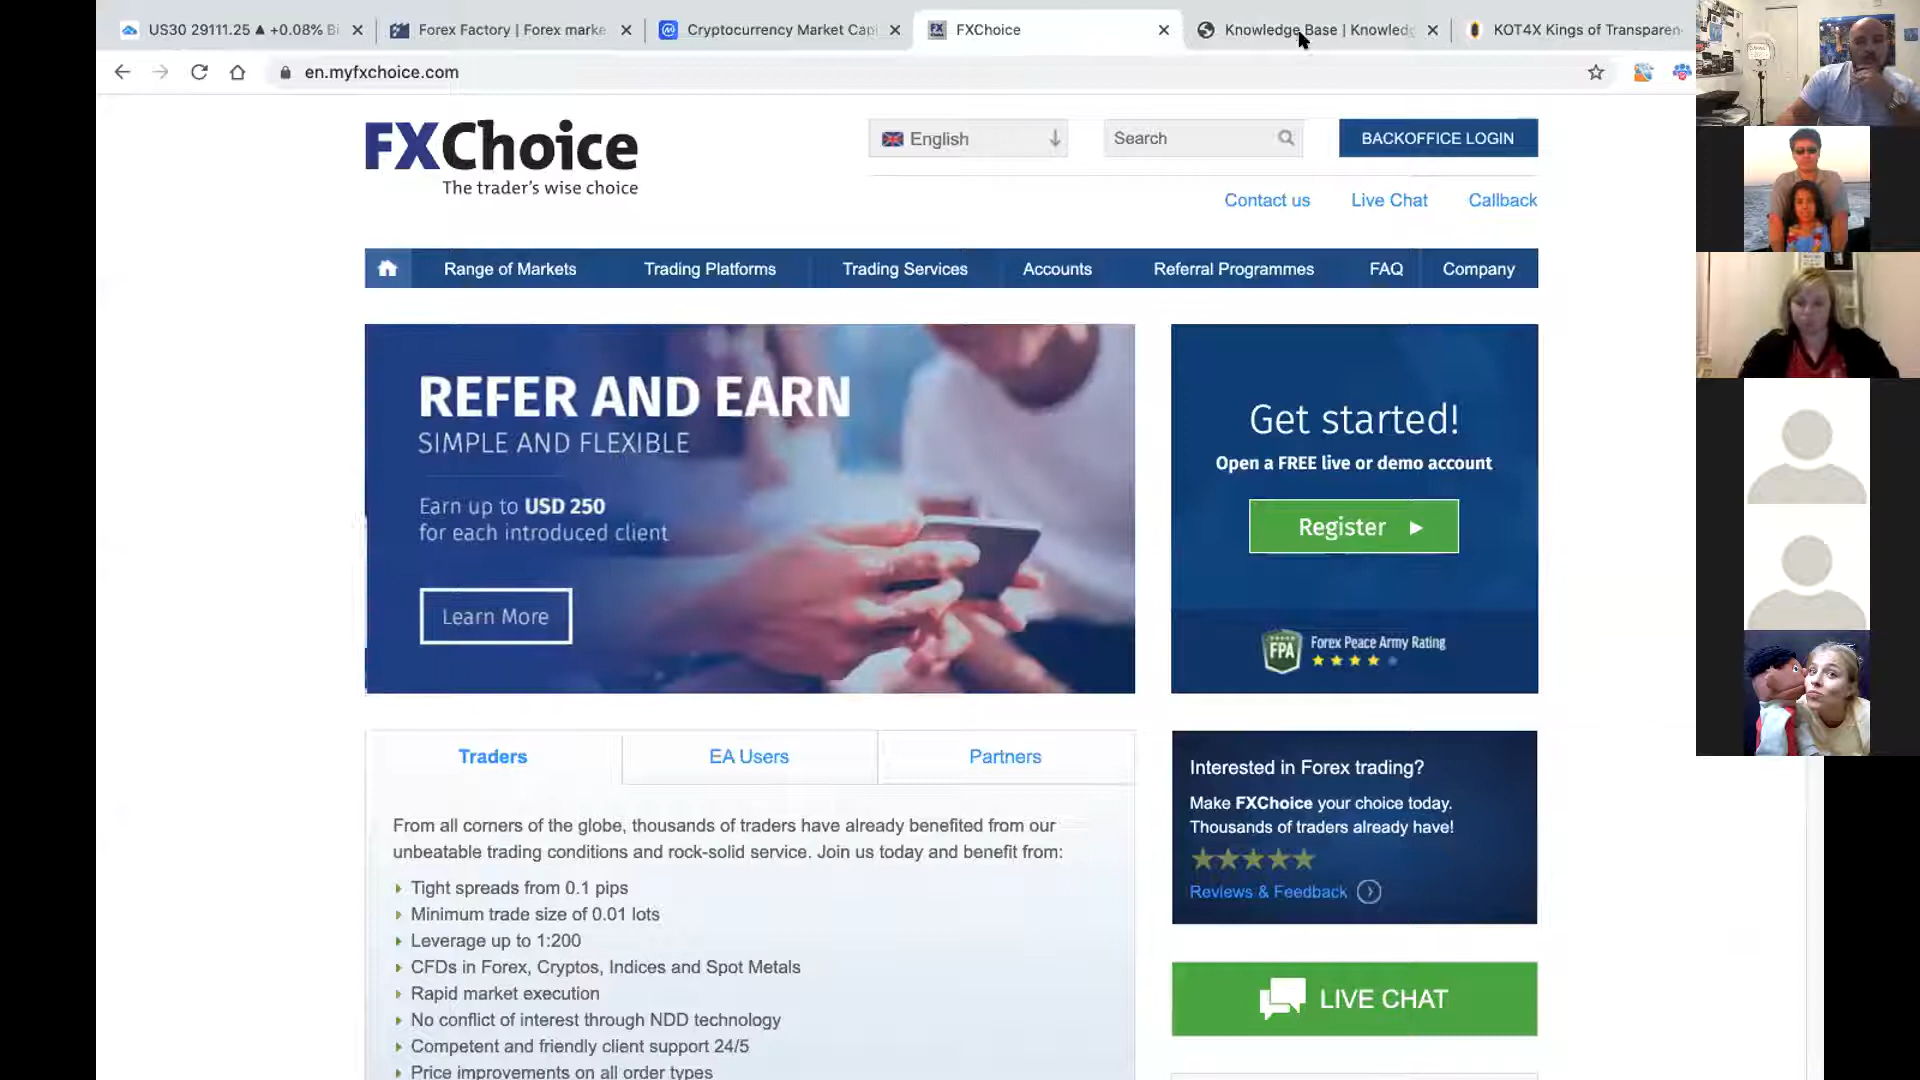 US30 29111.25 ▲ +0.08% Bi
Forex Factory | Forex marke
Cryptocurrency Market Capi
FXChoice
Knowledge Base | Knowledg
KOT4X Kings of Transparen
en.myfxchoice.com
FXChoice
The trader's wise choice
English
Search
BACKOFFICE LOGIN
Contact us
Live Chat
Callback
Range of Markets
Trading Platforms
Trading Services
Accounts
Referral Programmes
FAQ
Company
REFER AND EARN
SIMPLE AND FLEXIBLE
Earn up to USD 250
for each introduced client
Learn More
Get started!
Open a FREE live or demo account
Register
FPA
Forex Peace Army Rating
Traders
EA Users
Partners
From all corners of the globe, thousands of traders have already benefited from our
unbeatable trading conditions and rock-solid service. Join us today and benefit from:
Tight spreads from 0.1 pips
Minimum trade size of 0.01 lots
Leverage up to 1:200
CFDs in Forex, Cryptos, Indices and Spot Metals
Rapid market execution
No conflict of interest through NDD technology
Competent and friendly client support 24/5
Price improvements on all order types
Interested in Forex trading?
Make FXChoice your choice today.
Thousands of traders already have!
Reviews & Feedback
LIVE CHAT